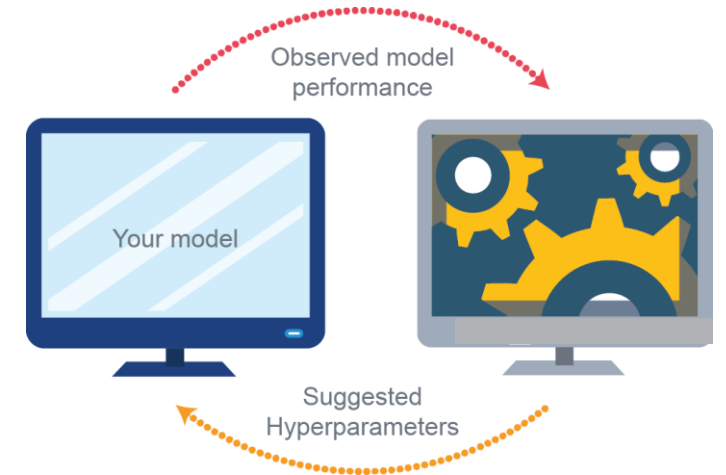 Observed model
performance
Your model
Suggested
Hyperparameters